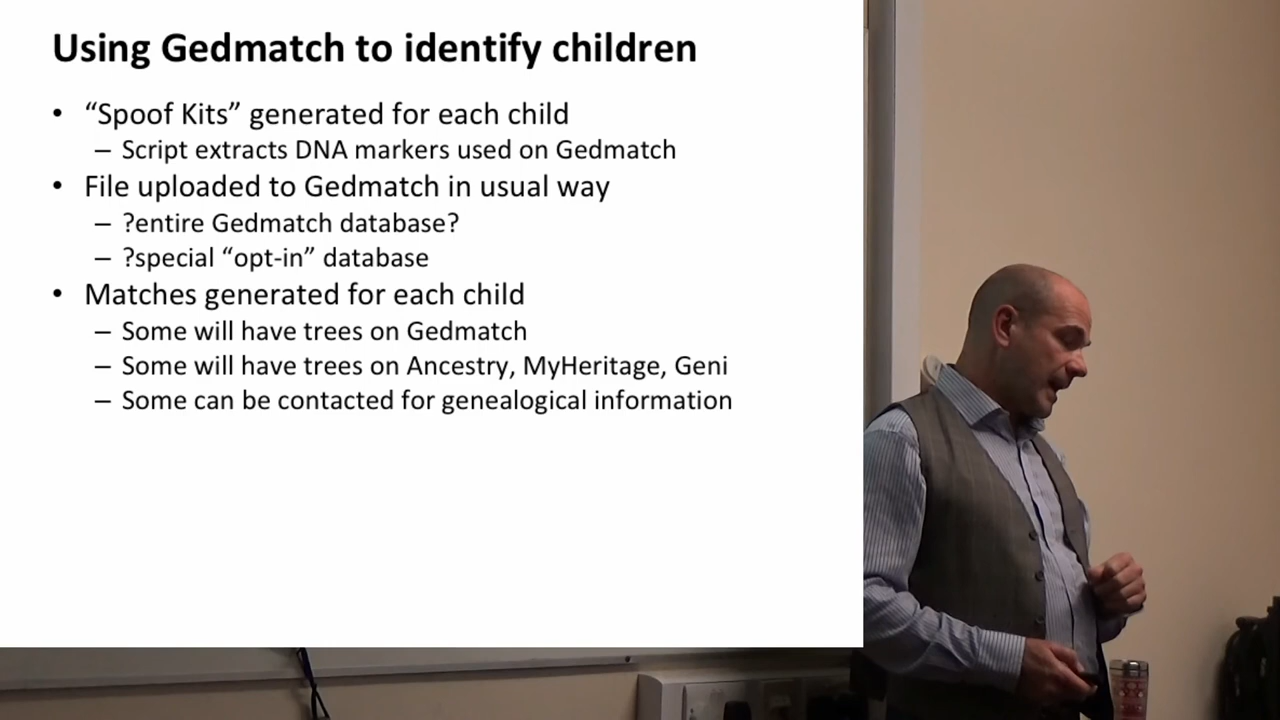 Using Gedmatch to identify children
• “Spoof Kits” generated for each child
– Script extracts DNA markers used on Gedmatch
• File uploaded to Gedmatch in usual way
– ?entire Gedmatch database?
– ?special “opt-in” database
• Matches generated for each child
– Some will have trees on Gedmatch
– Some will have trees on Ancestry, MyHeritage, Geni
– Some can be contacted for genealogical information